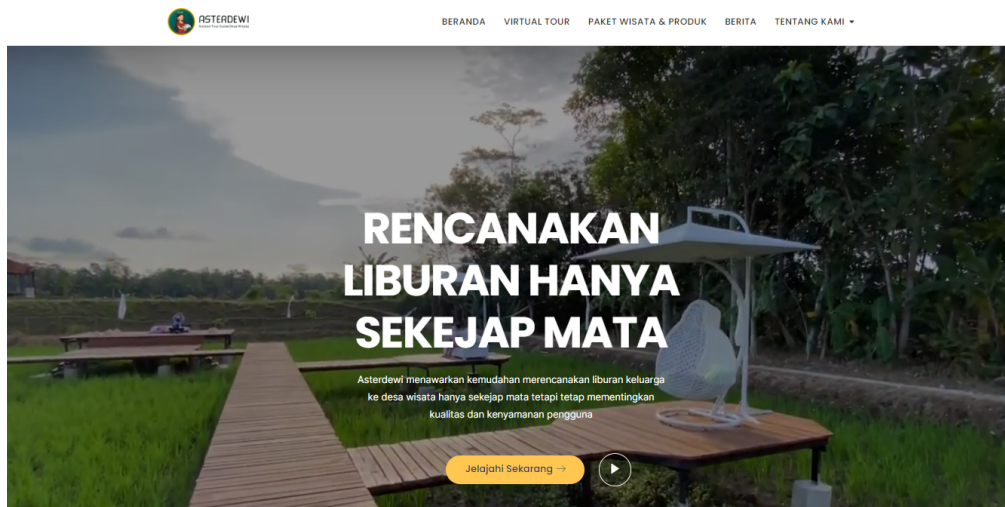 ASTERDEWI
BERANDA VIRTUAL TOUR PAKET WISATA & PRODUK BERITA TENTANG KAMI
RENCANAKAN
LIBURAN HANYA
SEKEJAP MATA
Asterdewi menawarkan kemudahan merencanakan liburan keluarga
ke desa wisata hanya sekejap mata tetapi tetap mementingkan
kualitas dan kenyamanan pengguna
Jelajahi Sekarang →